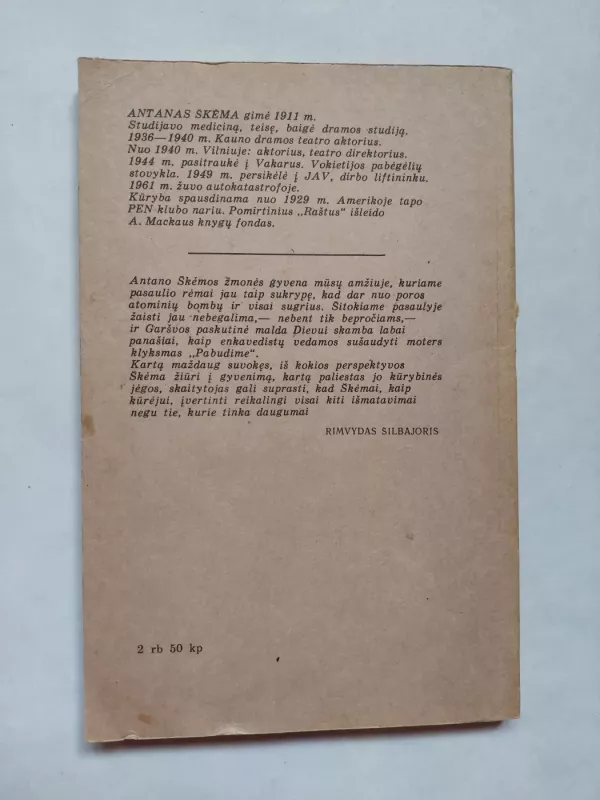 ANTANAS ŠKĖMA gimė 1911 m.
Studijavo mediciną, teisę, baigė dramos studiją.
1936—1940 m. Kauno dramos teatro aktorius.
Nuo 1940 m. Vilniuje: aktorius, teatro direktorius.
1944 m. pasitraukė į Vakarus. Vokietijos pabėgėlių
stovykla. 1949 m. persikėlė į JAV, dirbo liftininku.
1961 m. žuvo autokatastrofoje.
Kūryba spausdinama nuo 1929 m. Amerikoje tapo
PEN klubo nariu. Pomirtinius „Raštus“ išleido
A. Mackaus knygų fondas.
Antano Škėmos žmonės gyvena mūsų amžiuje, kuriame
pasaulio rėmai jau taip sukrypę, kad dar nuo poros
atominių bombų ir visai sugrius. Šitokiame pasaulyje
žaisti jau nebegalima,— nebent tik bepročiams,—
ir Garšvos paskutinė malda Dievui skamba labai
panašiai, kaip enkavedistų vedamos sušaudyti moters
klyksmas „Pabudime“.
Kartą maždaug suvokęs, iš kokios perspektyvos
Škėma žiūri į gyvenimą, kartą paliestas jo kūrybinės
jėgos, skaitytojas gali suprasti, kad Škėmai, kaip
kūrėjui, įvertinti reikalingi visai kiti išmatavimai
negu tie, kurie tinka daugumai
RIMVYDAS ŠILBAJORIS
2 rb 50 kp